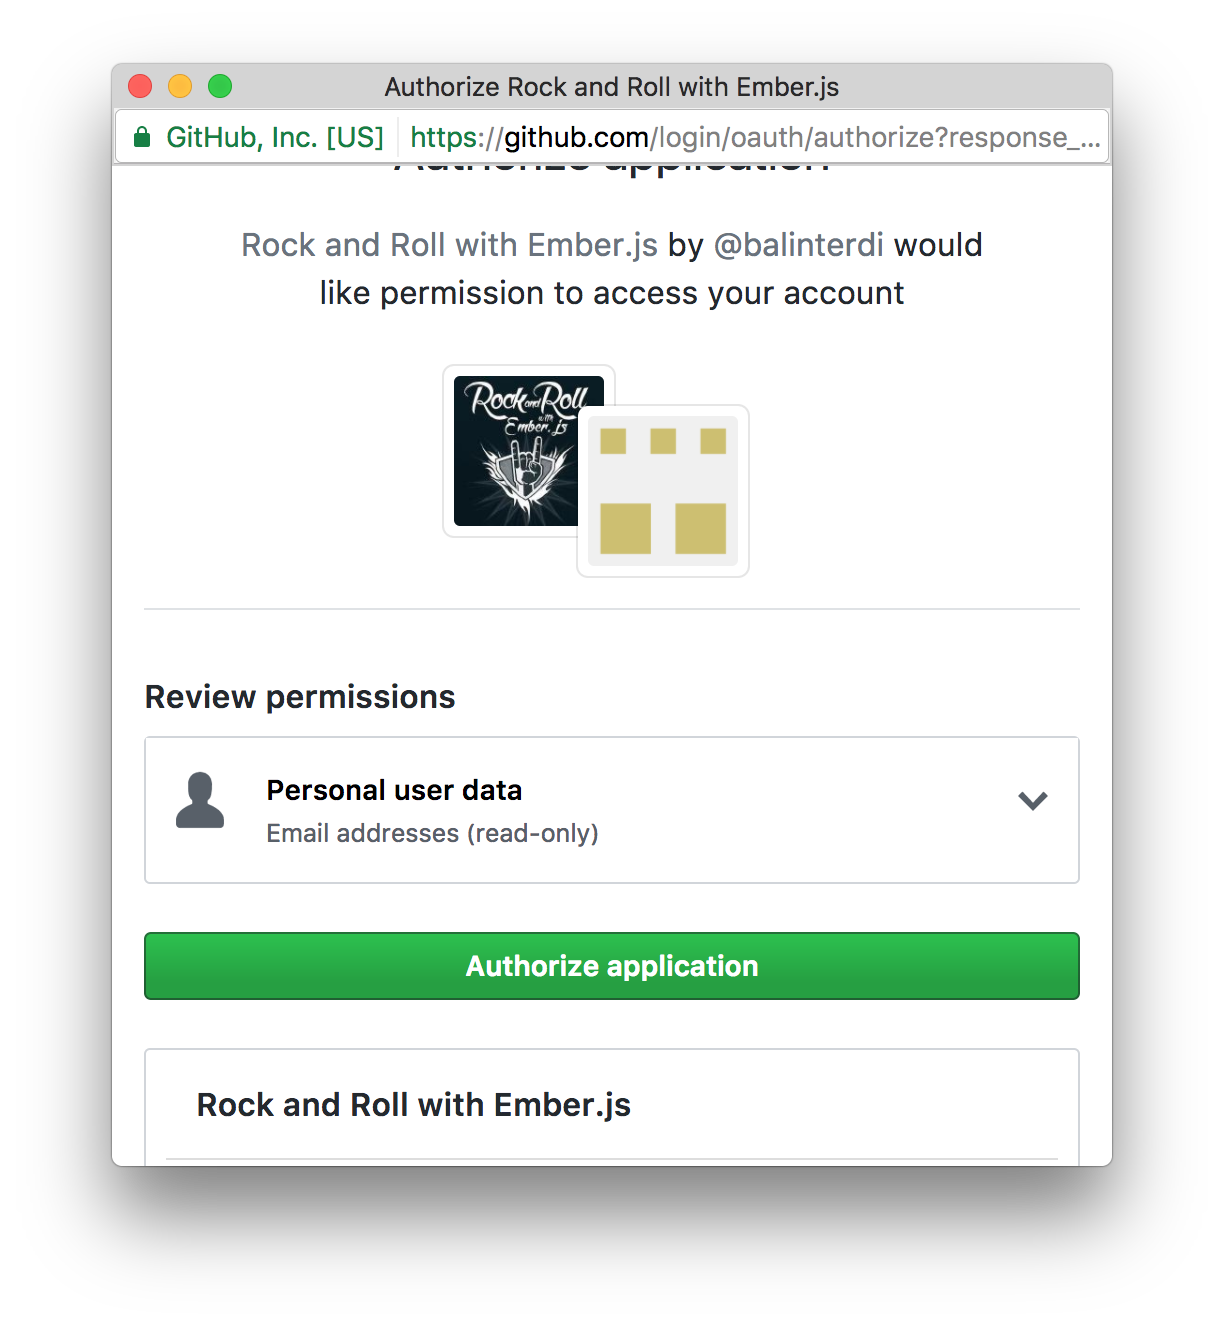 Authorize Rock and Roll with Ember.js
GitHub, Inc. [US] https://github.com/login/oauth/authorize?response_...
Authorize application
Rock and Roll with Ember.js by @balinterdi would
like permission to access your account
Rock and Roll
with
Ember.js
Review permissions
Personal user data
Email addresses (read-only)
Authorize application
Rock and Roll with Ember.js